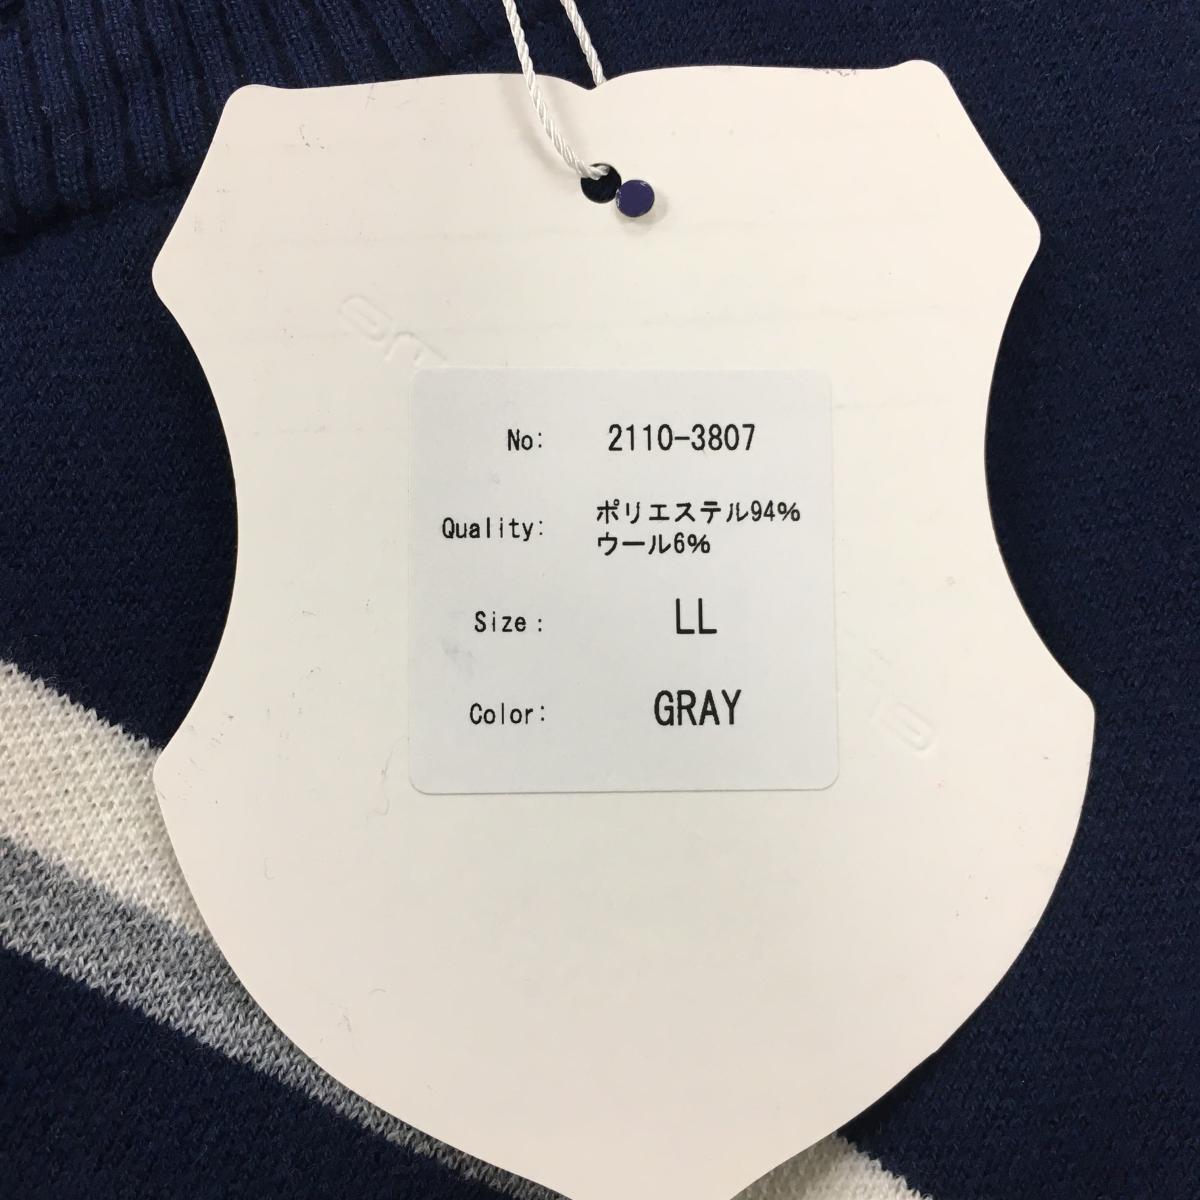 No: 2110-3807
Quality: ポリエステル94%
ウール6%
Size: LL
Color: GRAY